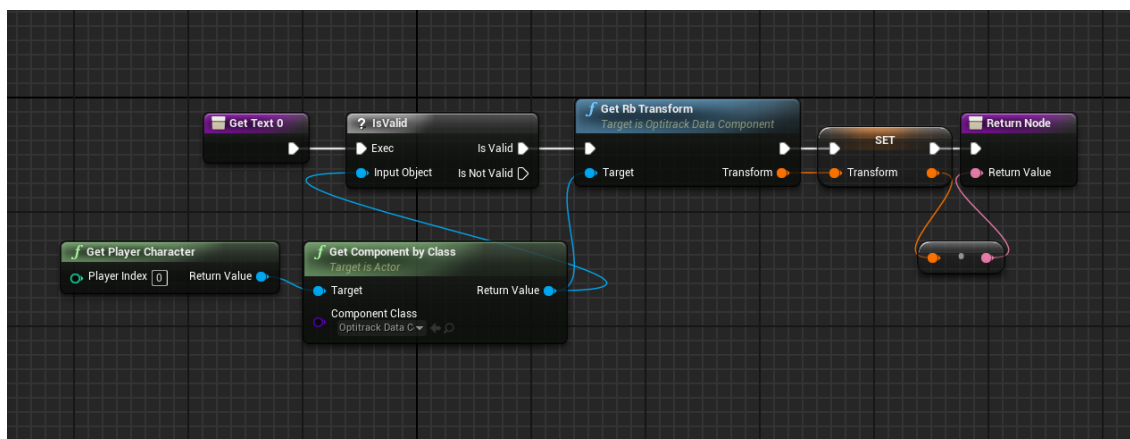 Get Text 0
? IsValid
Exec
Is Valid
Input Object
Is Not Valid
f Get Rb Transform
Target is Optitrack Data Component
Target
Transform
SET
Transform
Return Node
Return Value
f Get Player Character
Player Index 0
Return Value
f Get Component by Class
Target is Actor
Target
Return Value
Component Class
Optitrack Data C